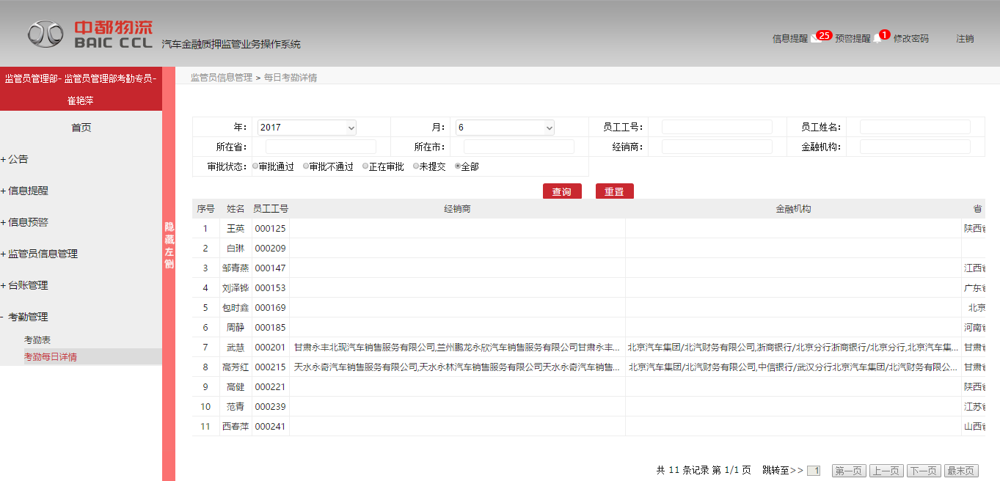 中都物流
BAIC CCL 汽车金融质押监管业务操作系统
信息提醒 25 预警提醒 1 修改密码 注销
监管员管理部- 监管员管理部考勤专员-
崔艳萍
首页
+ 公告
+ 信息提醒
+ 信息预警
+ 监管员信息管理
+ 台账管理
- 考勤管理
考勤表
考勤每日详情
隐藏左侧
监管员信息管理 > 每日考勤详情
年: 2017 月: 6 员工工号: 员工姓名:
所在省: 所在市: 经销商: 金融机构:
审批状态: 审批通过 审批不通过 正在审批 未提交 全部
查询 重置
序号 姓名 员工工号 经销商 金融机构 省
1 王英 000125 陕西省
2 白琳 000209
3 邹青燕 000147 江西省
4 刘泽铧 000153 广东省
5 包时鑫 000169 北京
6 周静 000185 河南省
7 武慧 000201 甘肃永丰北现汽车销售服务有限公司,兰州鹏龙永欣汽车销售服务有限公司甘肃永丰... 北京汽车集团/北汽财务有限公司,浙商银行/北京分行浙商银行/北京分行,北京汽车集... 甘肃省
8 高芳红 000215 天水永奇汽车销售服务有限公司,天水永林汽车销售服务有限公司天水永奇汽车销售... 北京汽车集团/北汽财务有限公司,中信银行/武汉分行北京汽车集团/北汽财务有限公... 甘肃省
9 高健 000221 陕西省
10 范青 000239 江苏省
11 西春萍 000241 山西省
共 11 条记录 第 1/1 页 跳转至>> 1 第一页 上一页 下一页 最末页